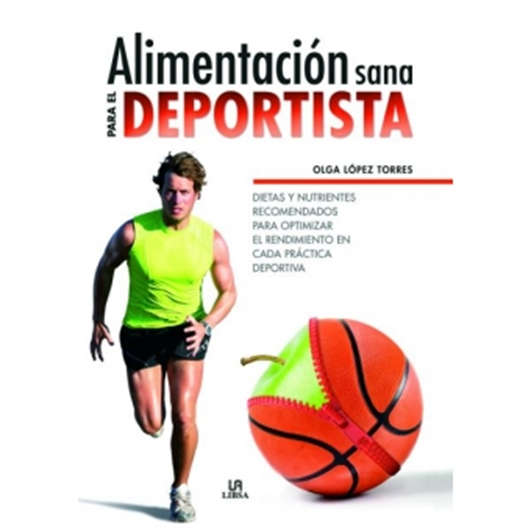 Alimentación sana
PARA EL
DEPORTISTA
OLGA LÓPEZ TORRES
DIETAS Y NUTRIENTES
RECOMENDADOS
PARA OPTIMIZAR
EL RENDIMIENTO EN
CADA PRÁCTICA
DEPORTIVA
LIBSA